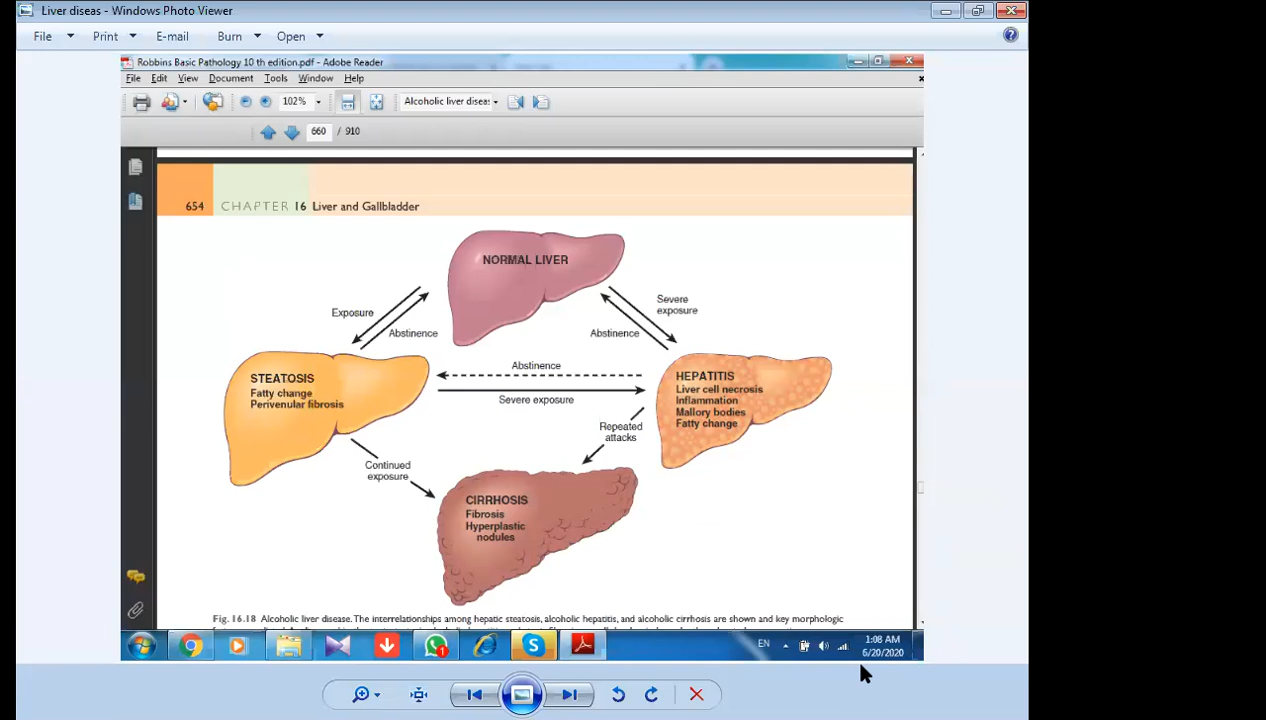 Liver diseas - Windows Photo Viewer
File Print E-mail Burn Open
Robbins Basic Pathology 10 th edition.pdf - Adobe Reader
File Edit View Document Tools Window Help
102% Alcoholic liver diseas
660 / 910
654 CHAPTER 16 Liver and Gallbladder
NORMAL LIVER
Exposure
Abstinence
Severe
exposure
Abstinence
STEATOSIS
Fatty change
Perivenular fibrosis
Abstinence
Severe exposure
HEPATITIS
Liver cell necrosis
Inflammation
Mallory bodies
Fatty change
Repeated
attacks
Continued
exposure
CIRRHOSIS
Fibrosis
Hyperplastic
nodules
Fig. 16.18 Alcoholic liver disease. The interrelationships among hepatic steatosis, alcoholic hepatitis, and alcoholic cirrhosis are shown and key morphologic
EN
1:08 AM
6/20/2020